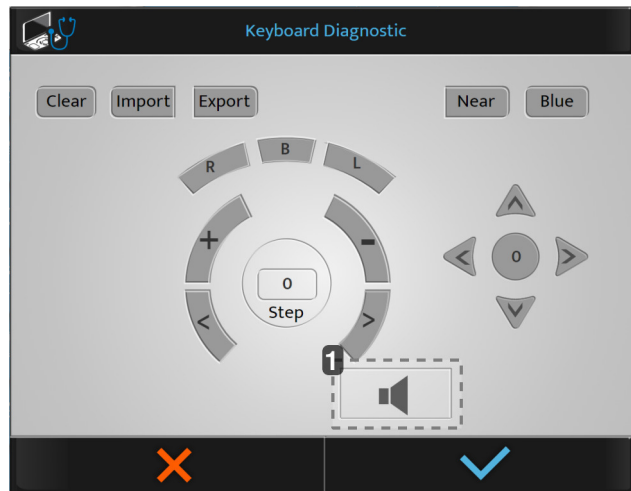 Keyboard Diagnostic
Clear Import Export Near Blue
R B L
+ -
0
0
Step
< >
1